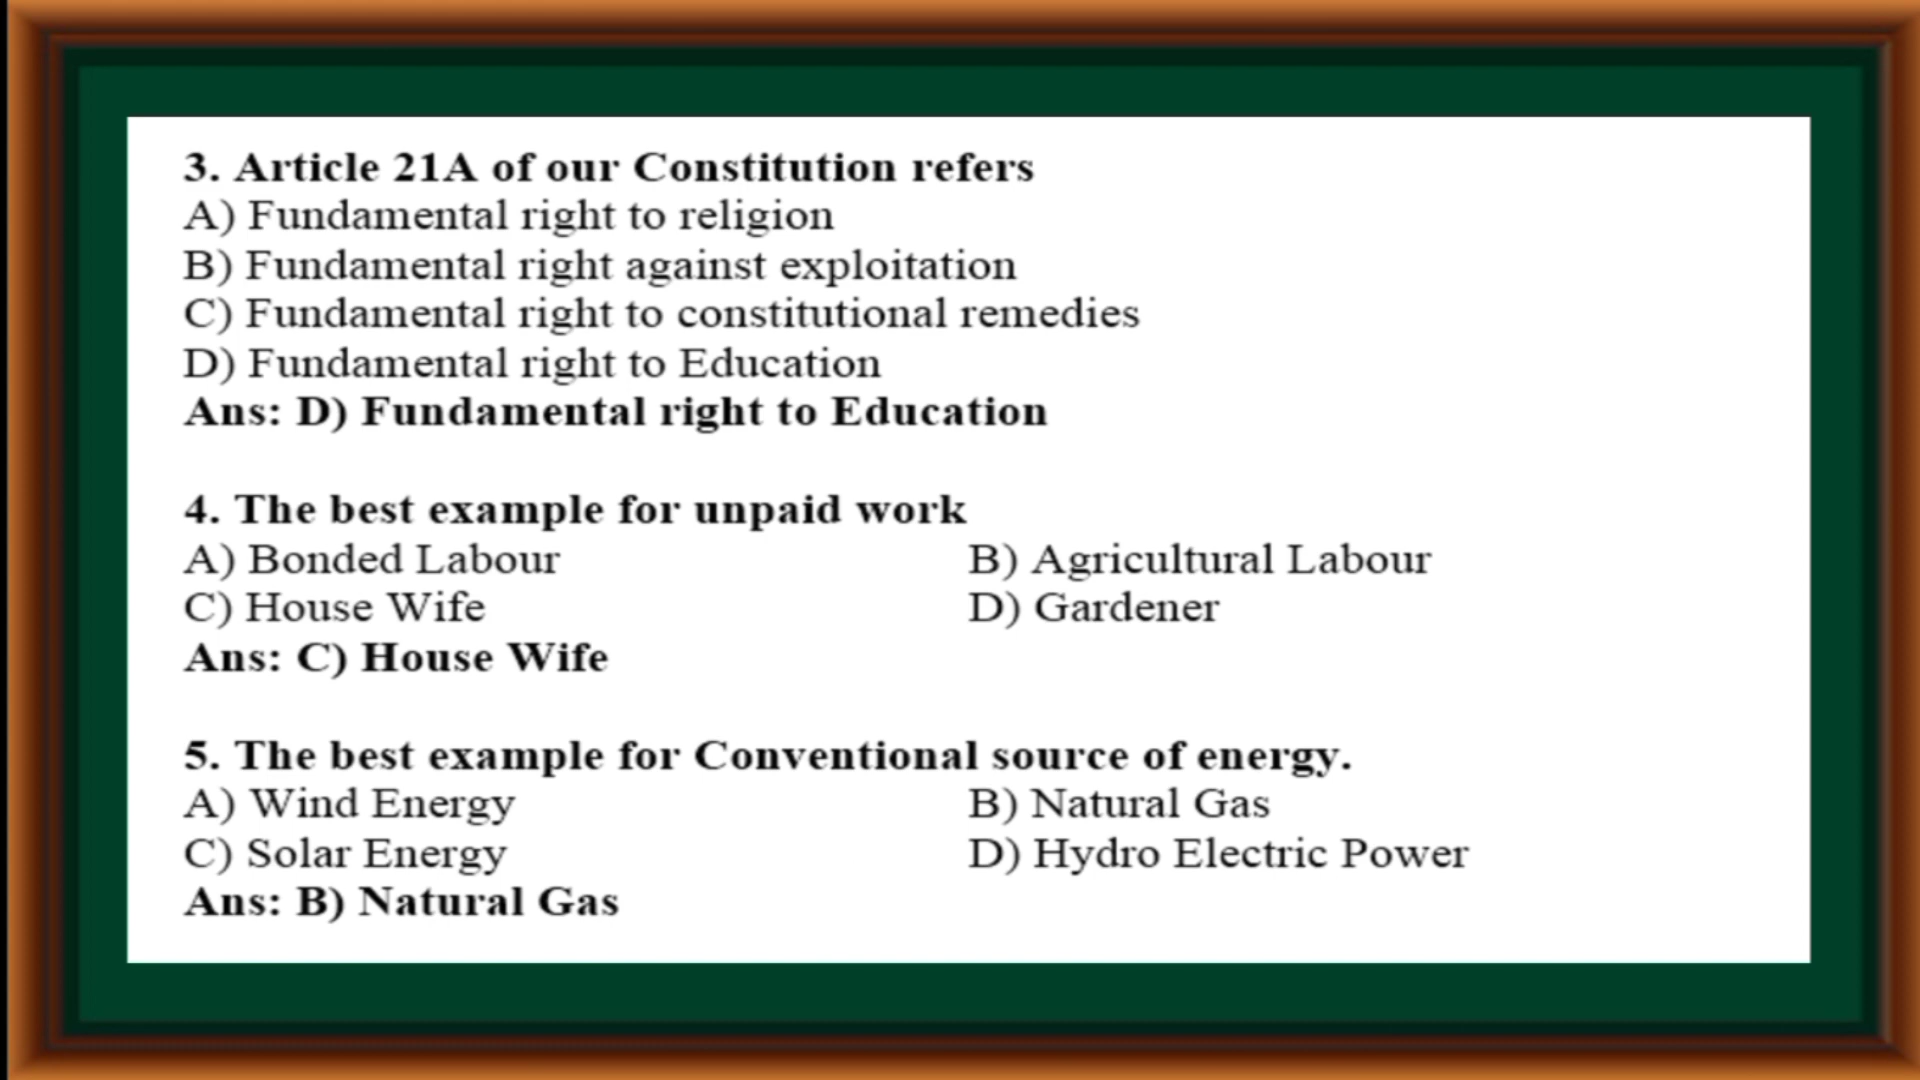 3. Article 21A of our Constitution refers
A) Fundamental right to religion
B) Fundamental right against exploitation
C) Fundamental right to constitutional remedies
D) Fundamental right to Education
Ans: D) Fundamental right to Education
4. The best example for unpaid work
A) Bonded Labour B) Agricultural Labour
C) House Wife D) Gardener
Ans: C) House Wife
5. The best example for Conventional source of energy.
A) Wind Energy B) Natural Gas
C) Solar Energy D) Hydro Electric Power
Ans: B) Natural Gas